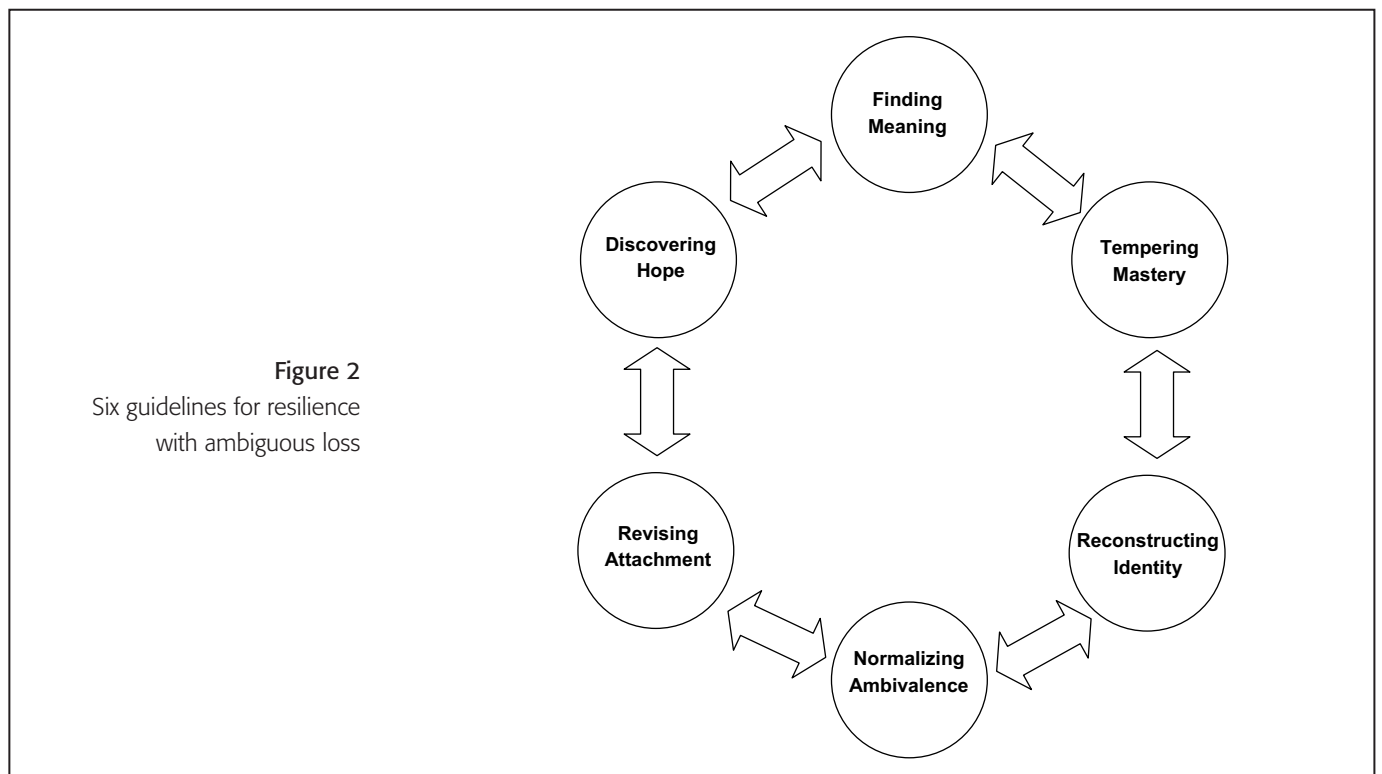 Finding
Meaning
Discovering
Hope
Tempering
Mastery
Figure 2
Six guidelines for resilience
with ambiguous loss
Revising
Attachment
Reconstructing
Identity
Normalizing
Ambivalence